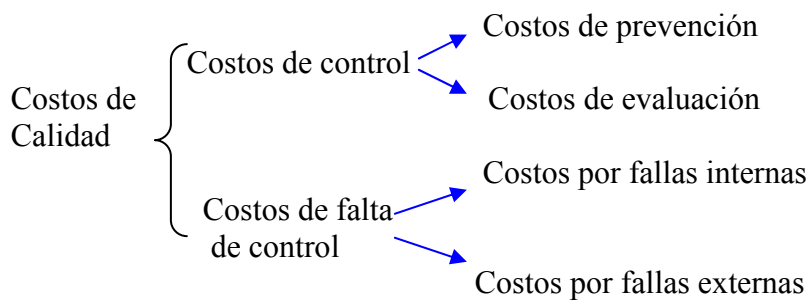 Costos de
Calidad
Costos de control
Costos de prevención
Costos de evaluación
Costos de falta
de control
Costos por fallas internas
Costos por fallas externas